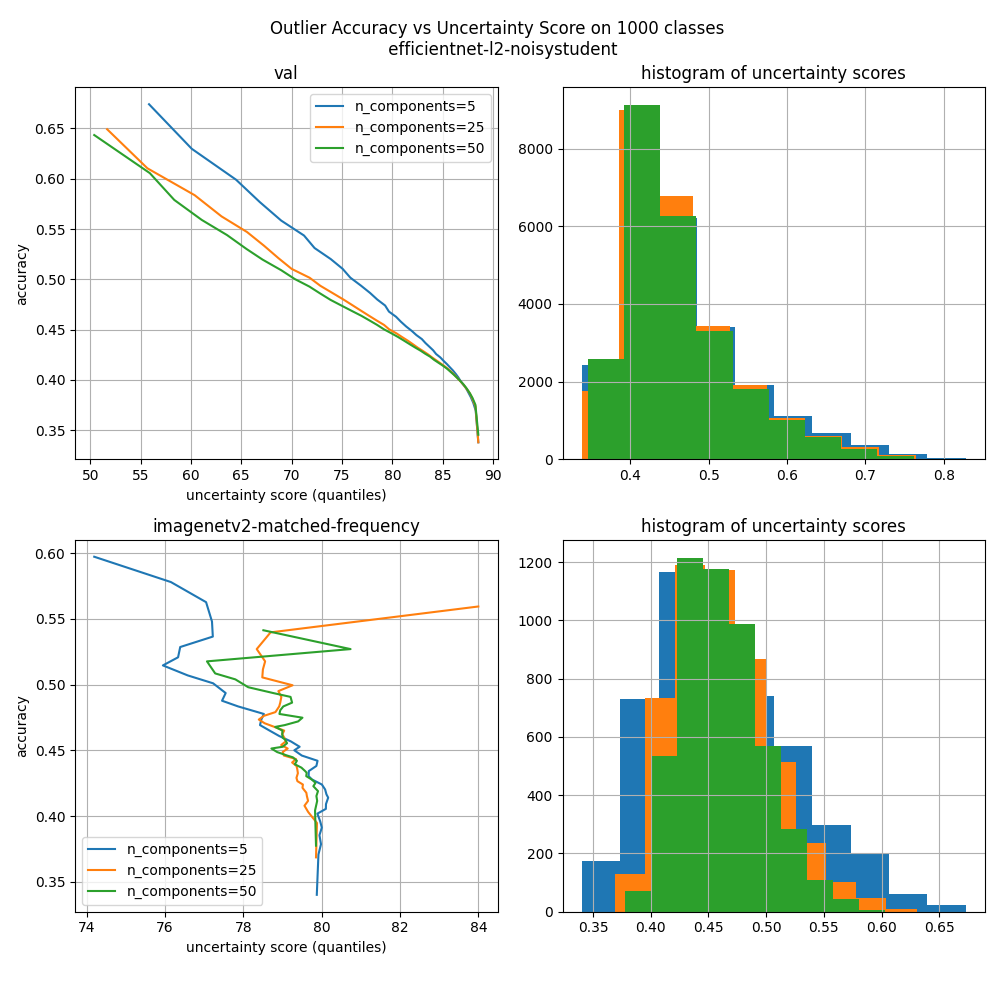 Outlier Accuracy vs Uncertainty Score on 1000 classes
efficientnet-l2-noisystudent
val
accuracy
0.65
0.60
0.55
0.50
0.45
0.40
0.35
n_components=5
n_components=25
n_components=50
50 55 60 65 70 75 80 85 90
uncertainty score (quantiles)
histogram of uncertainty scores
8000
6000
4000
2000
0
0.4 0.5 0.6 0.7 0.8
imagenetv2-matched-frequency
accuracy
0.60
0.55
0.50
0.45
0.40
0.35
n_components=5
n_components=25
n_components=50
74 76 78 80 82 84
uncertainty score (quantiles)
histogram of uncertainty scores
1200
1000
800
600
400
200
0
0.35 0.40 0.45 0.50 0.55 0.60 0.65